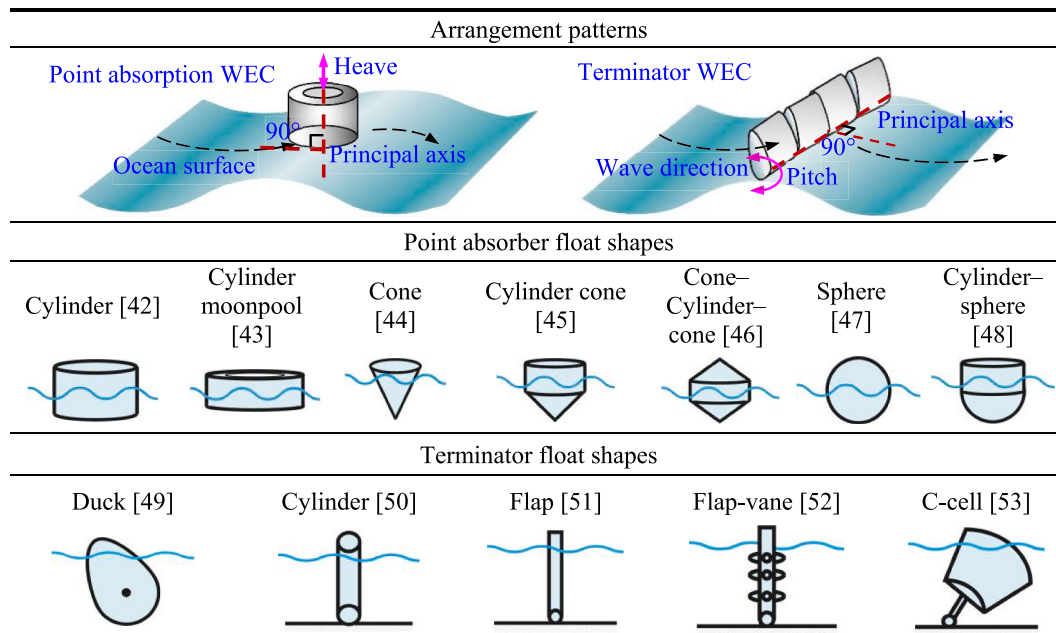 Arrangement patterns
Point absorption WEC
Heave
90°
Ocean surface
Principal axis
Terminator WEC
Principal axis
90°
Wave direction
Pitch
Point absorber float shapes
Cylinder [42]
Cylinder
moonpool
[43]
Cone
[44]
Cylinder cone
[45]
Cone–
Cylinder–
cone [46]
Sphere
[47]
Cylinder–
sphere
[48]
Terminator float shapes
Duck [49]
Cylinder [50]
Flap [51]
Flap-vane [52]
C-cell [53]